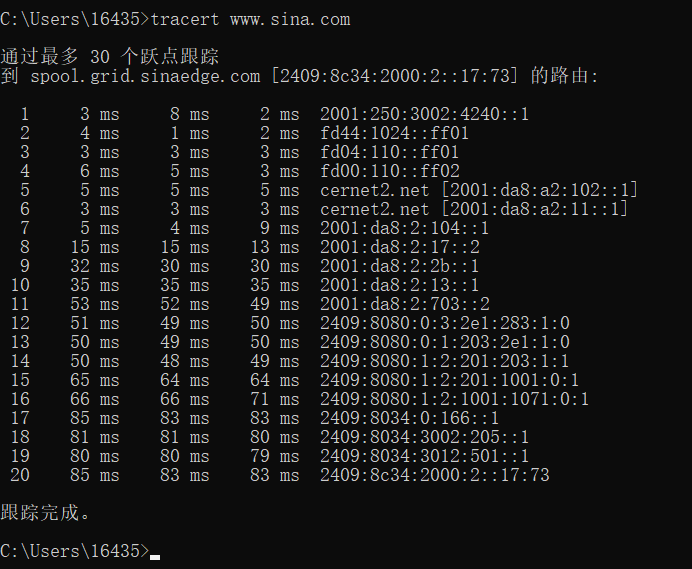 C:\Users\16435>tracert www.sina.com
通过最多 30 个跃点跟踪
到 spool.grid.sinaedge.com [2409:8c34:2000:2::17:73] 的路由:
1 3 ms 8 ms 2 ms 2001:250:3002:4240::1
2 4 ms 1 ms 2 ms fd44:1024::ff01
3 3 ms 3 ms 3 ms fd04:110::ff01
4 6 ms 5 ms 3 ms fd00:110::ff02
5 5 ms 5 ms 5 ms cernet2.net [2001:da8:a2:102::1]
6 3 ms 3 ms 3 ms cernet2.net [2001:da8:a2:11::1]
7 5 ms 4 ms 9 ms 2001:da8:2:104::1
8 15 ms 15 ms 13 ms 2001:da8:2:17::2
9 32 ms 30 ms 30 ms 2001:da8:2:2b::1
10 35 ms 35 ms 35 ms 2001:da8:2:13::1
11 53 ms 52 ms 49 ms 2001:da8:2:703::2
12 51 ms 49 ms 50 ms 2409:8080:0:3:2e1:283:1:0
13 50 ms 49 ms 50 ms 2409:8080:0:1:203:2e1:1:0
14 50 ms 48 ms 49 ms 2409:8080:1:2:201:203:1:1
15 65 ms 64 ms 64 ms 2409:8080:1:2:201:1001:0:1
16 66 ms 66 ms 71 ms 2409:8080:1:2:1001:1071:0:1
17 85 ms 83 ms 83 ms 2409:8034:0:166::1
18 81 ms 81 ms 80 ms 2409:8034:3002:205::1
19 80 ms 80 ms 79 ms 2409:8034:3012:501::1
20 85 ms 83 ms 83 ms 2409:8c34:2000:2::17:73
跟踪完成。
C:\Users\16435>